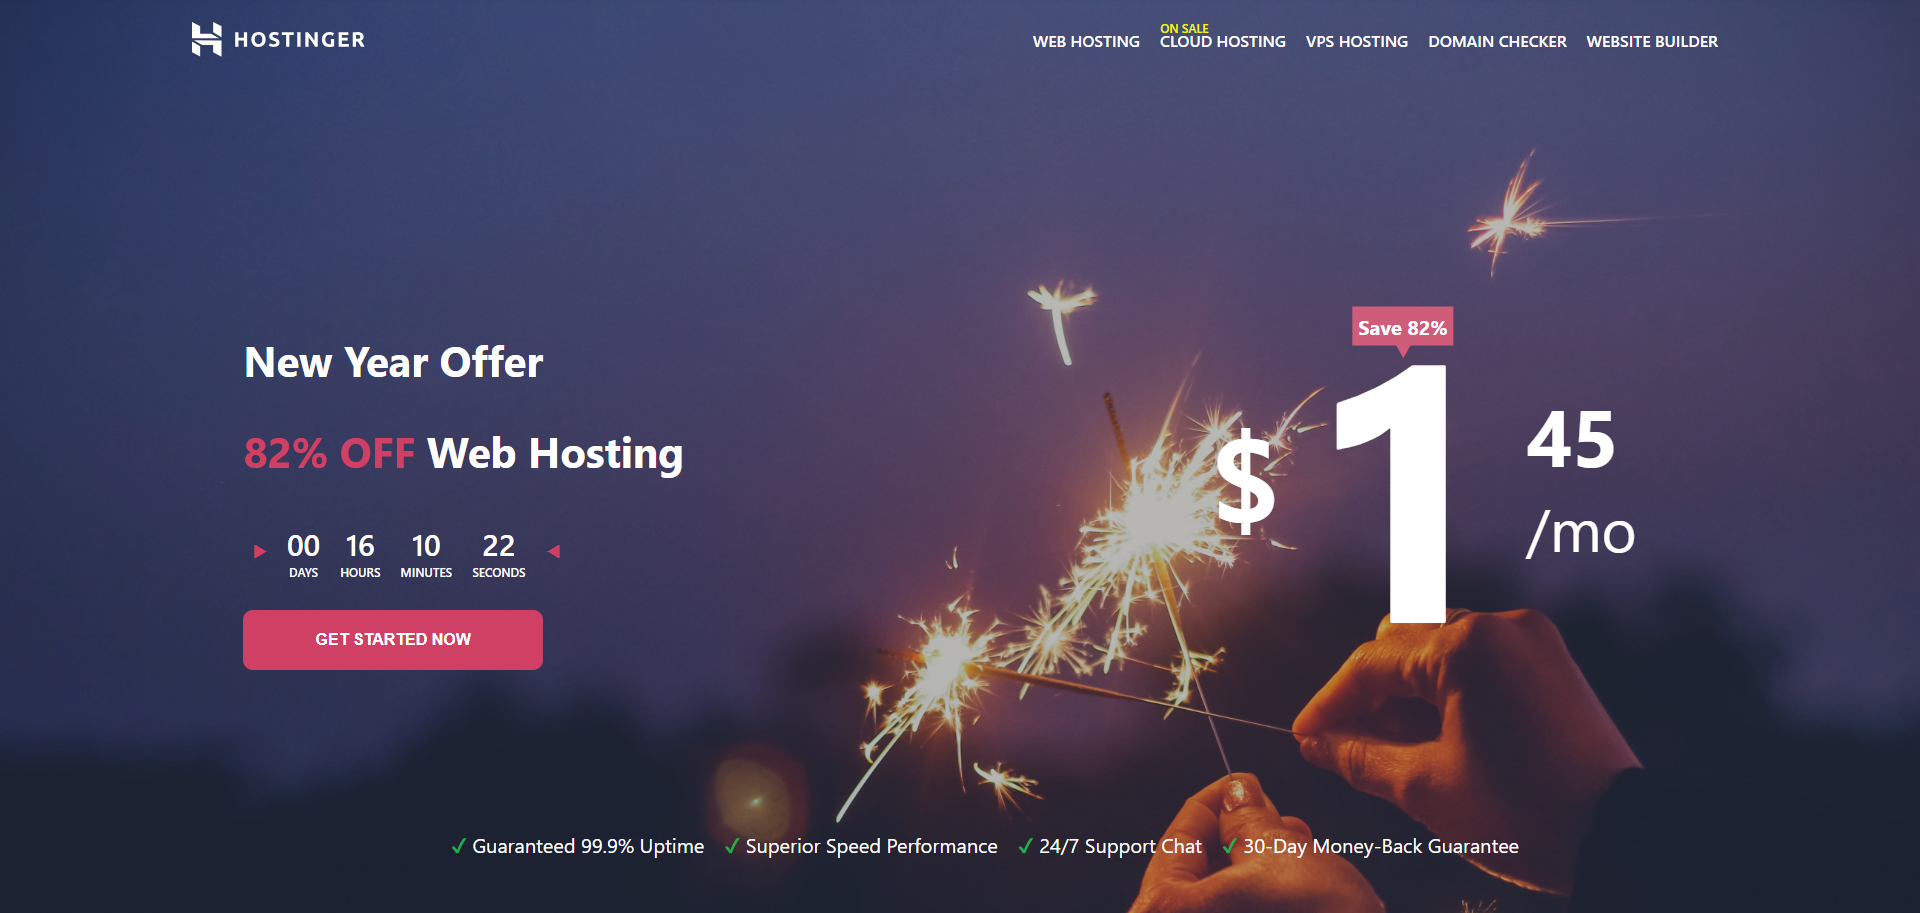 HOSTINGER
ON SALE
WEB HOSTING CLOUD HOSTING VPS HOSTING DOMAIN CHECKER WEBSITE BUILDER
New Year Offer
82% OFF Web Hosting
00 16 10 22
DAYS HOURS MINUTES SECONDS
GET STARTED NOW
Save 82%
$1 45
/mo
✓ Guaranteed 99.9% Uptime ✓ Superior Speed Performance ✓ 24/7 Support Chat ✓ 30-Day Money-Back Guarantee